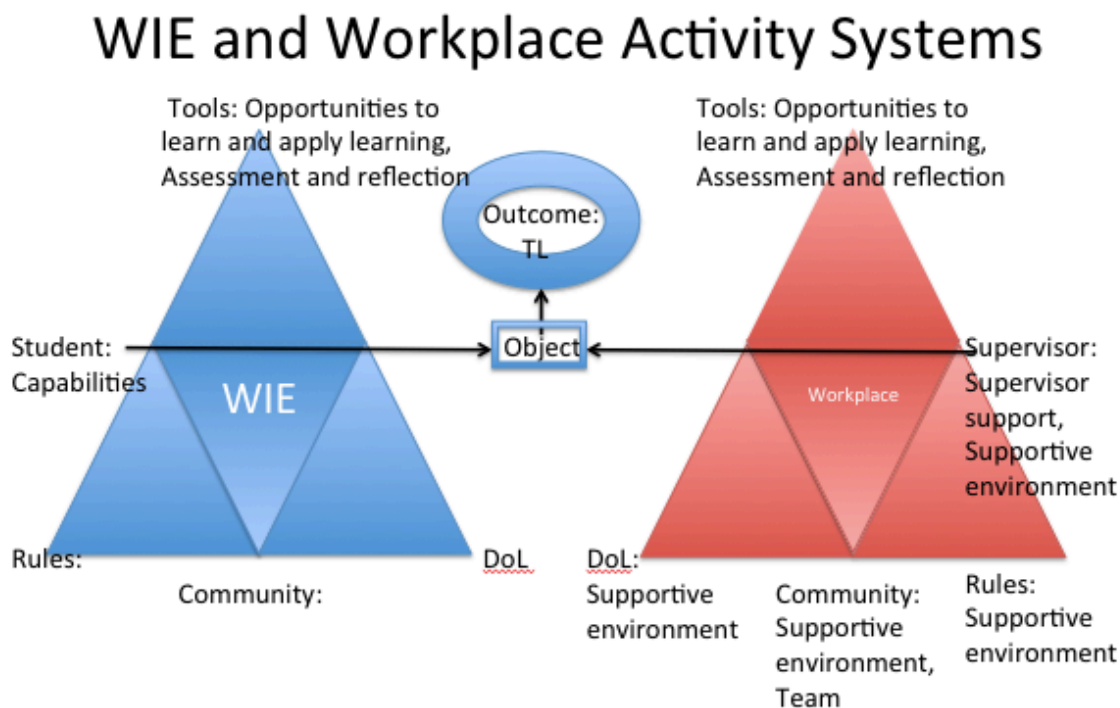 WIE and Workplace Activity Systems
Tools: Opportunities to
learn and apply learning,
Assessment and reflection
Tools: Opportunities to
learn and apply learning,
Assessment and reflection
Outcome:
TL
Student:
Capabilities
Object
WIE
Workplace
Supervisor:
Supervisor
support,
Supportive
environment
Rules:
Community:
DoL
DoL:
Supportive
environment
Community:
Supportive
environment,
Team
Rules:
Supportive
environment